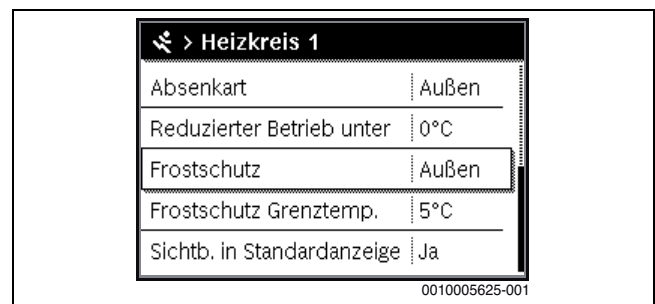 > Heizkreis 1
Absenkart Außen
Reduzierter Betrieb unter 0°C
Frostschutz Außen
Frostschutz Grenztemp. 5°C
Sichtb. in Standardanzeige Ja
0010005625-001